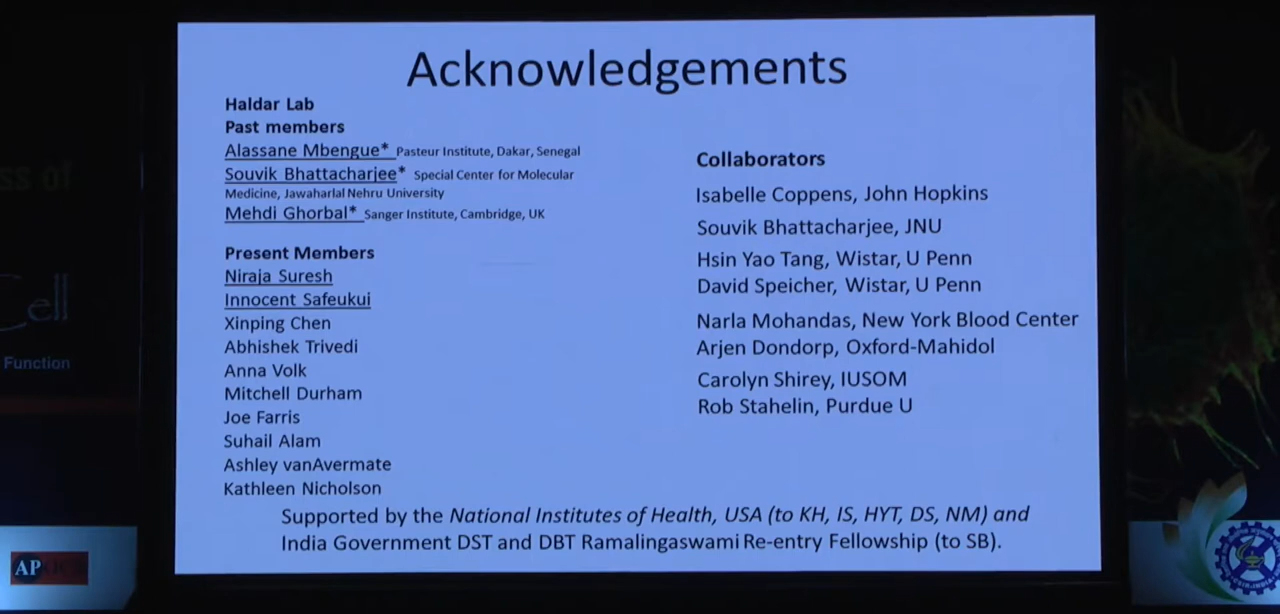 Acknowledgements
Haldar Lab
Past members
Alassane Mbengue* Pasteur Institute, Dakar, Senegal
Souvik Bhattacharjee* Special Center for Molecular
Medicine, Jawaharlal Nehru University
Mehdi Ghorbal* Sanger Institute, Cambridge, UK
Present Members
Niraja Suresh
Innocent Safeukui
Xinping Chen
Abhishek Trivedi
Anna Volk
Mitchell Durham
Joe Farris
Suhail Alam
Ashley vanAvermate
Kathleen Nicholson
Collaborators
Isabelle Coppens, John Hopkins
Souvik Bhattacharjee, JNU
Hsin Yao Tang, Wistar, U Penn
David Speicher, Wistar, U Penn
Narla Mohandas, New York Blood Center
Arjen Dondorp, Oxford-Mahidol
Carolyn Shirey, IUSOM
Rob Stahelin, Purdue U
Supported by the National Institutes of Health, USA (to KH, IS, HYT, DS, NM) and
India Government DST and DBT Ramalingaswami Re-entry Fellowship (to SB).
ss of
Cell
Function
AP